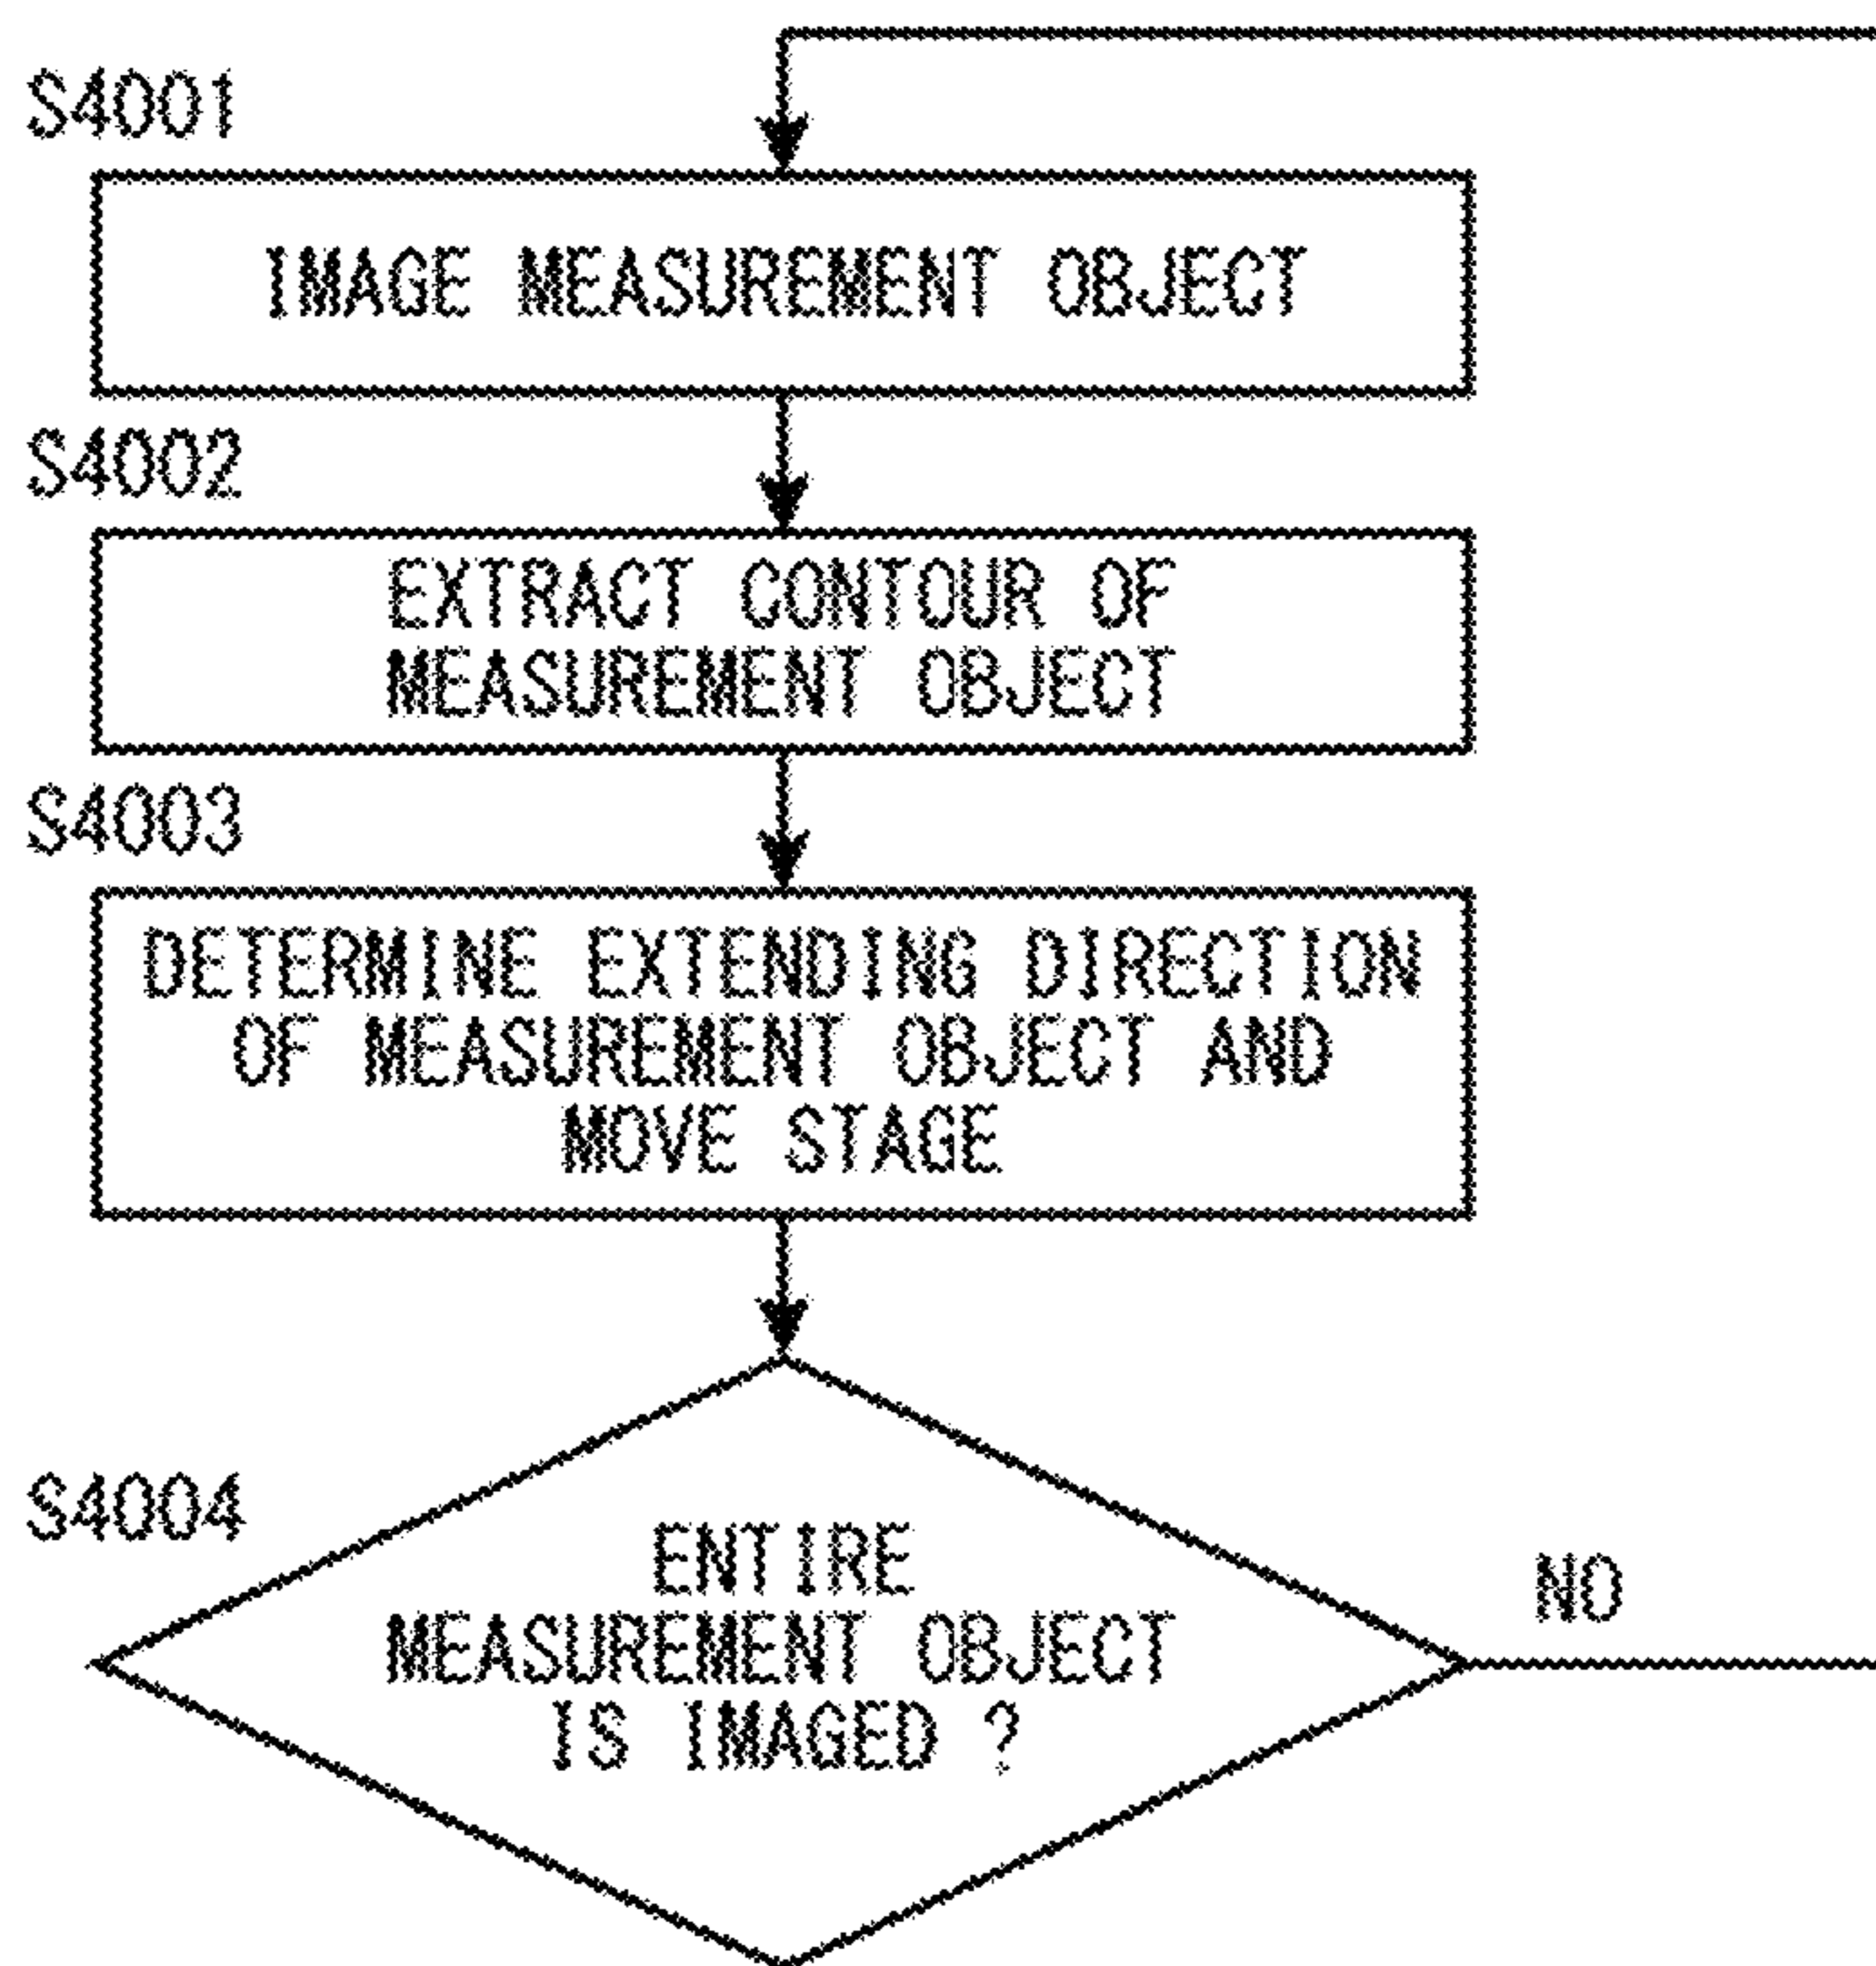 S4001
IMAGE MEASUREMENT OBJECT
S4002
EXTRACT CONTOUR OF
MEASUREMENT OBJECT
S4003
DETERMINE EXTENDING DIRECTION
OF MEASUREMENT OBJECT AND
MOVE STAGE
S4004
ENTIRE
MEASUREMENT OBJECT
IS IMAGED ?
NO